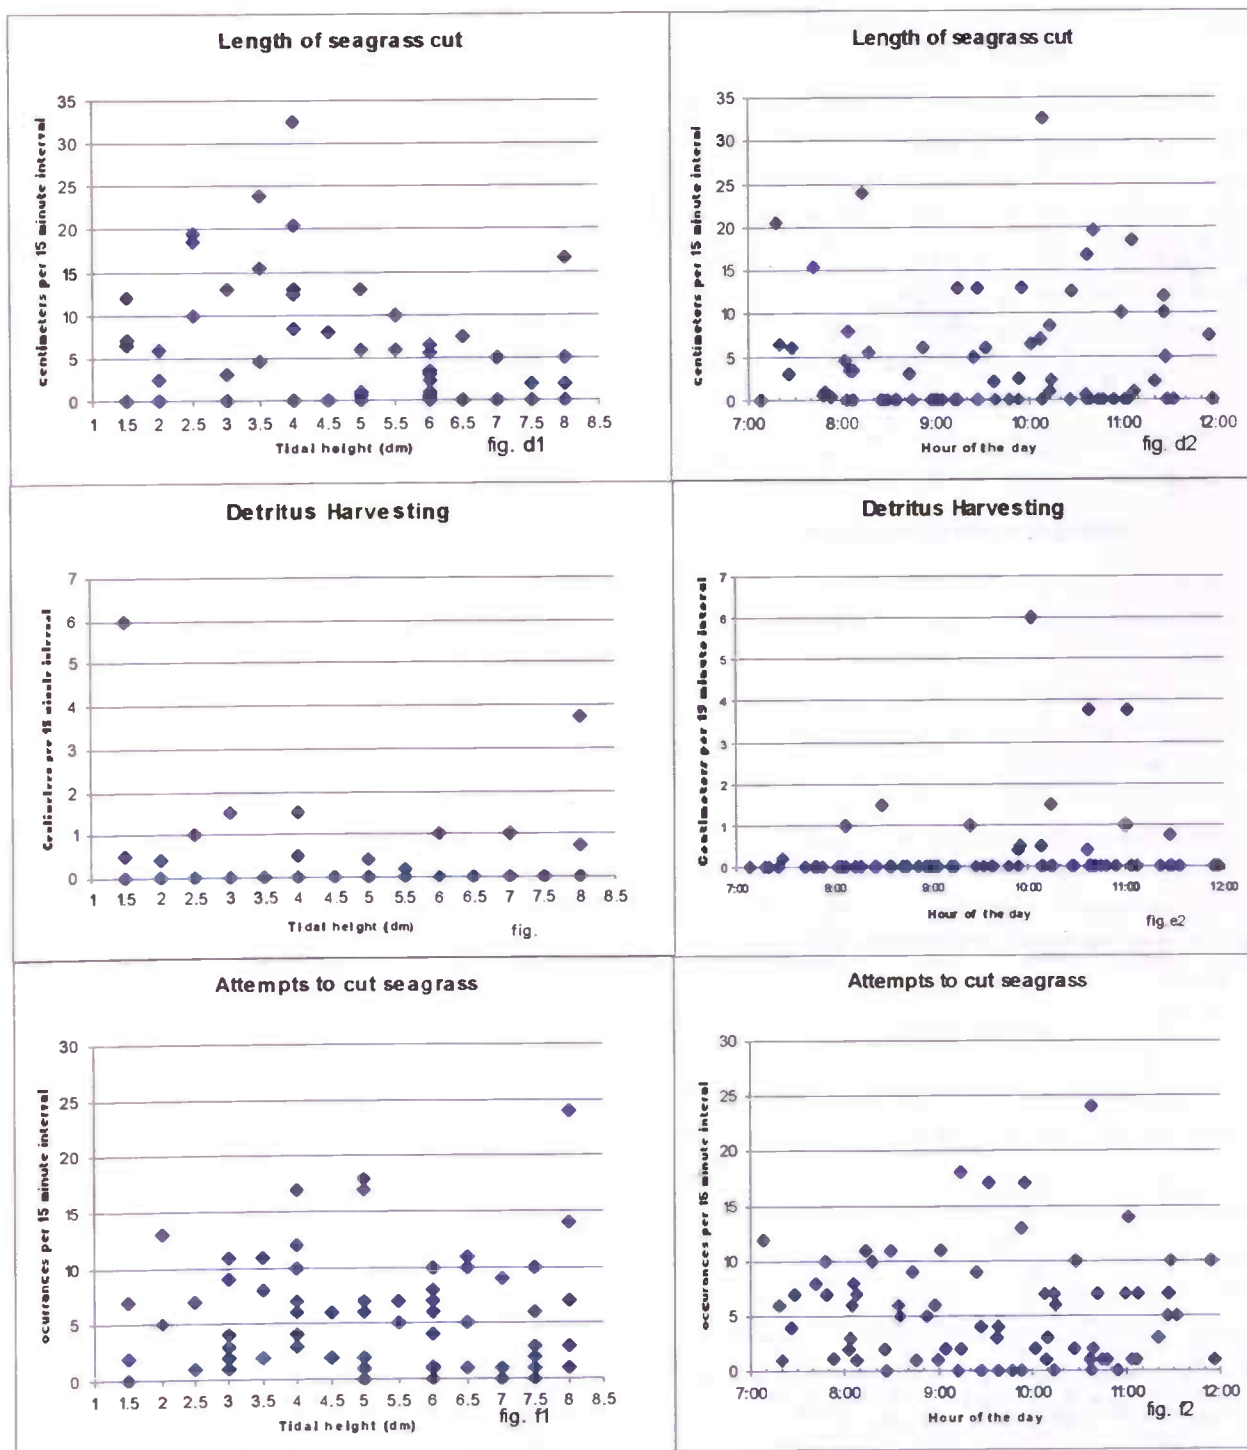 Length of seagrass cut
Centimeters per 15 minute interval
35
30
25
20
15
10
5
0
1 1.5 2 2.5 3 3.5 4 4.5 5 5.5 6 6.5 7 7.5 8 8.5
Tidal height (dm)
fig. d1
Length of seagrass cut
Centimeters per 15 minute interval
35
30
25
20
15
10
5
0
7:00 8:00 9:00 10:00 11:00 12:00
Hour of the day
fig. d2
Detritus Harvesting
per 15 minute interval
7
6
5
4
3
2
1
0
1 1.5 2 2.5 3 3.5 4 4.5 5 5.5 6 6.5 7 7.5 8 8.5
Tidal height (dm)
fig.
Detritus Harvesting
per 15 minute
7
6
5
4
3
2
1
0
7:00 8:00 9:00 10:00 11:00 12:00
Hour of the day
fig.e2
Attempts to cut seagrass
ocurrances per 15 minute interval
30
25
20
15
10
5
0
1 1.5 2 2.5 3 3.5 4 4.5 5 5.5 6 6.5 7 7.5 8 8.5
Tidal height (dm)
fig. f1
Attempts to cut seagrass
occurances per 15 minute interval
30
25
20
15
10
5
0
7:00 8:00 9:00 10:00 11:00 12:00
Hour of the day
fig. f2